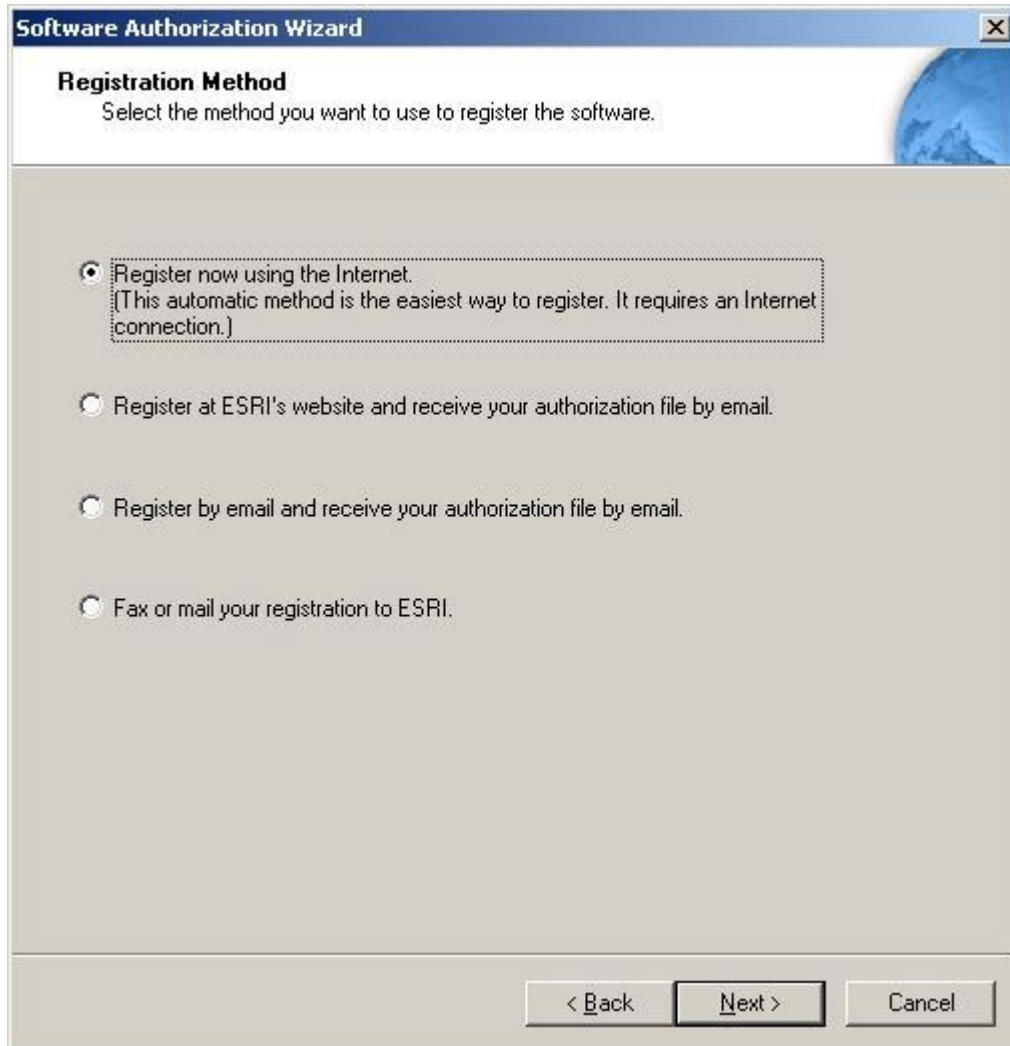 Software Authorization Wizard
Registration Method
Select the method you want to use to register the software.
Register now using the Internet.
(This automatic method is the easiest way to register. It requires an Internet
connection.)
Register at ESRI's website and receive your authorization file by email.
Register by email and receive your authorization file by email.
Fax or mail your registration to ESRI.
< Back Next > Cancel